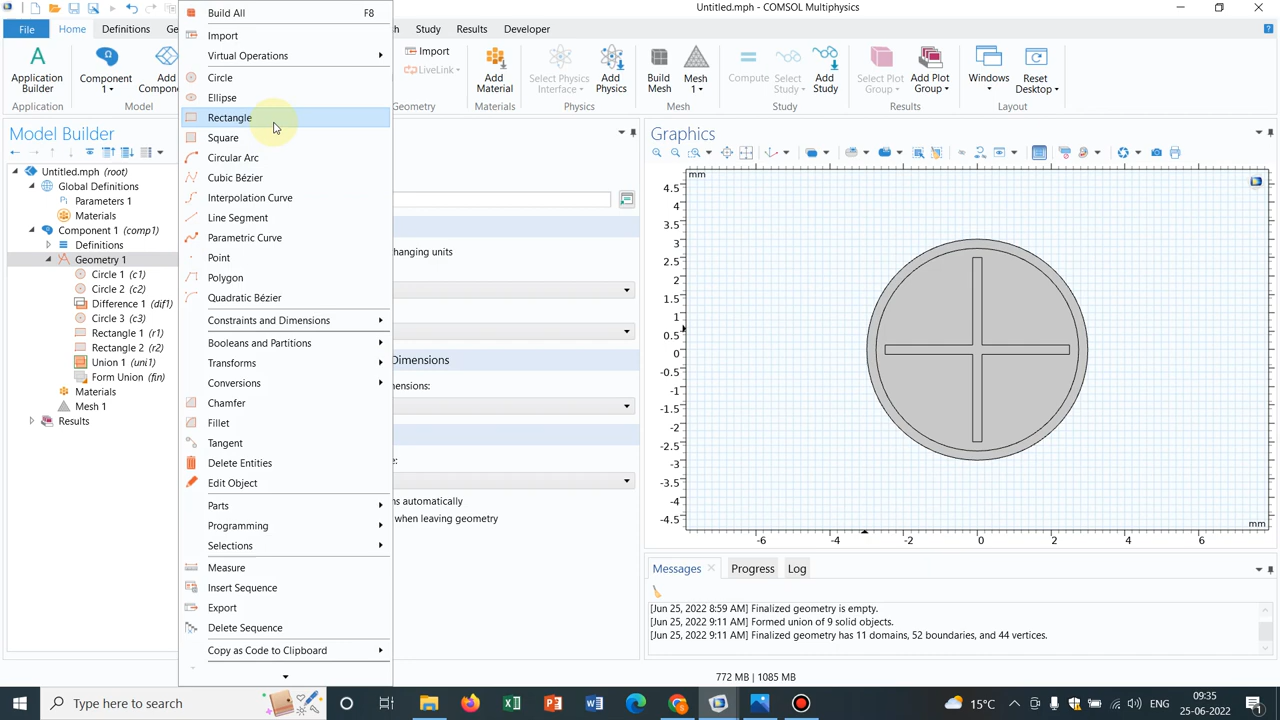 Untitled.mph - COMSOL Multiphysics
File
Home
Definitions
Ge
h
Study
Results
Developer
Application
Builder
Component
1
Add
Component
Import
LiveLink
Add
Material
Select Physics
Interface
Add
Physics
Build
Mesh
Mesh
1
Compute
Select
Study
Add
Study
Select Plot
Group
Add Plot
Group
Windows
Reset
Desktop
Application
Model
Geometry
Materials
Physics
Mesh
Study
Results
Layout
Model Builder
Untitled.mph (root)
Global Definitions
Parameters 1
Materials
Component 1 (comp1)
Definitions
Geometry 1
Circle 1 (c1)
Circle 2 (c2)
Difference 1 (dif1)
Circle 3 (c3)
Rectangle 1 (r1)
Rectangle 2 (r2)
Union 1 (uni1)
Form Union (fin)
Materials
Mesh 1
Results
Build All F8
Import
Virtual Operations
Circle
Ellipse
Rectangle
Square
Circular Arc
Cubic Bézier
Interpolation Curve
Line Segment
Parametric Curve
Point
Polygon
Quadratic Bézier
Constraints and Dimensions
Booleans and Partitions
Transforms
Conversions
Chamfer
Fillet
Tangent
Delete Entities
Edit Object
Parts
Programming
Selections
Measure
Insert Sequence
Export
Delete Sequence
Copy as Code to Clipboard
hanging units
Dimensions
ensions:
e:
ns automatically
when leaving geometry
Graphics
mm
4.5
4
3.5
3
2.5
2
1.5
1
0.5
0
-0.5
-1
-1.5
-2
-2.5
-3
-3.5
-4
-4.5
mm
-6 -4 -2 0 2 4 6
Messages
Progress
Log
[Jun 25, 2022 8:59 AM] Finalized geometry is empty.
[Jun 25, 2022 9:11 AM] Formed union of 9 solid objects.
[Jun 25, 2022 9:11 AM] Finalized geometry has 11 domains, 52 boundaries, and 44 vertices.
772 MB | 1085 MB
Type here to search
15°C
ENG
09:35
25-06-2022
1